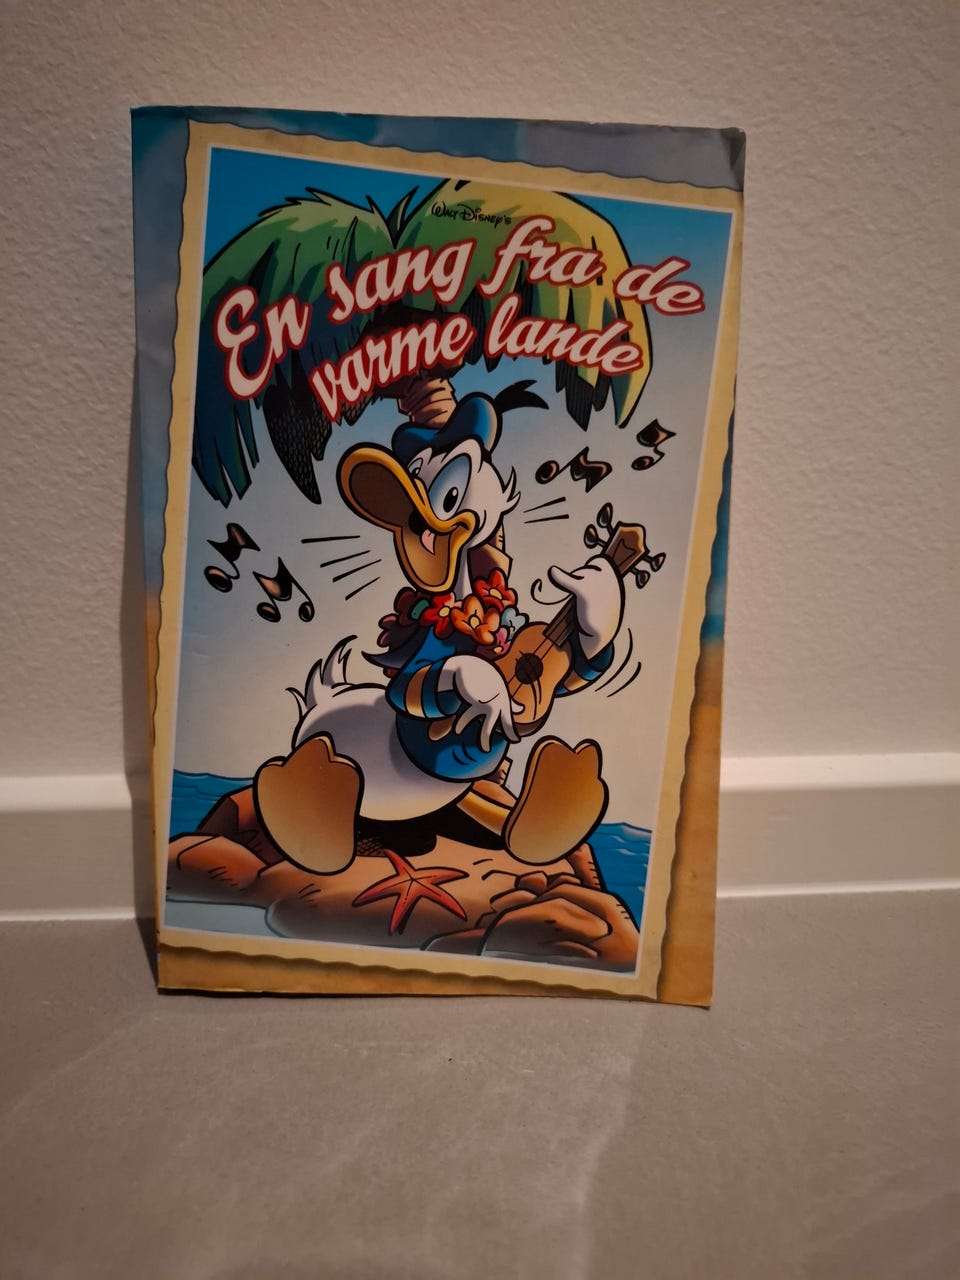 Walt Disney's
En sang fra de
varme lande